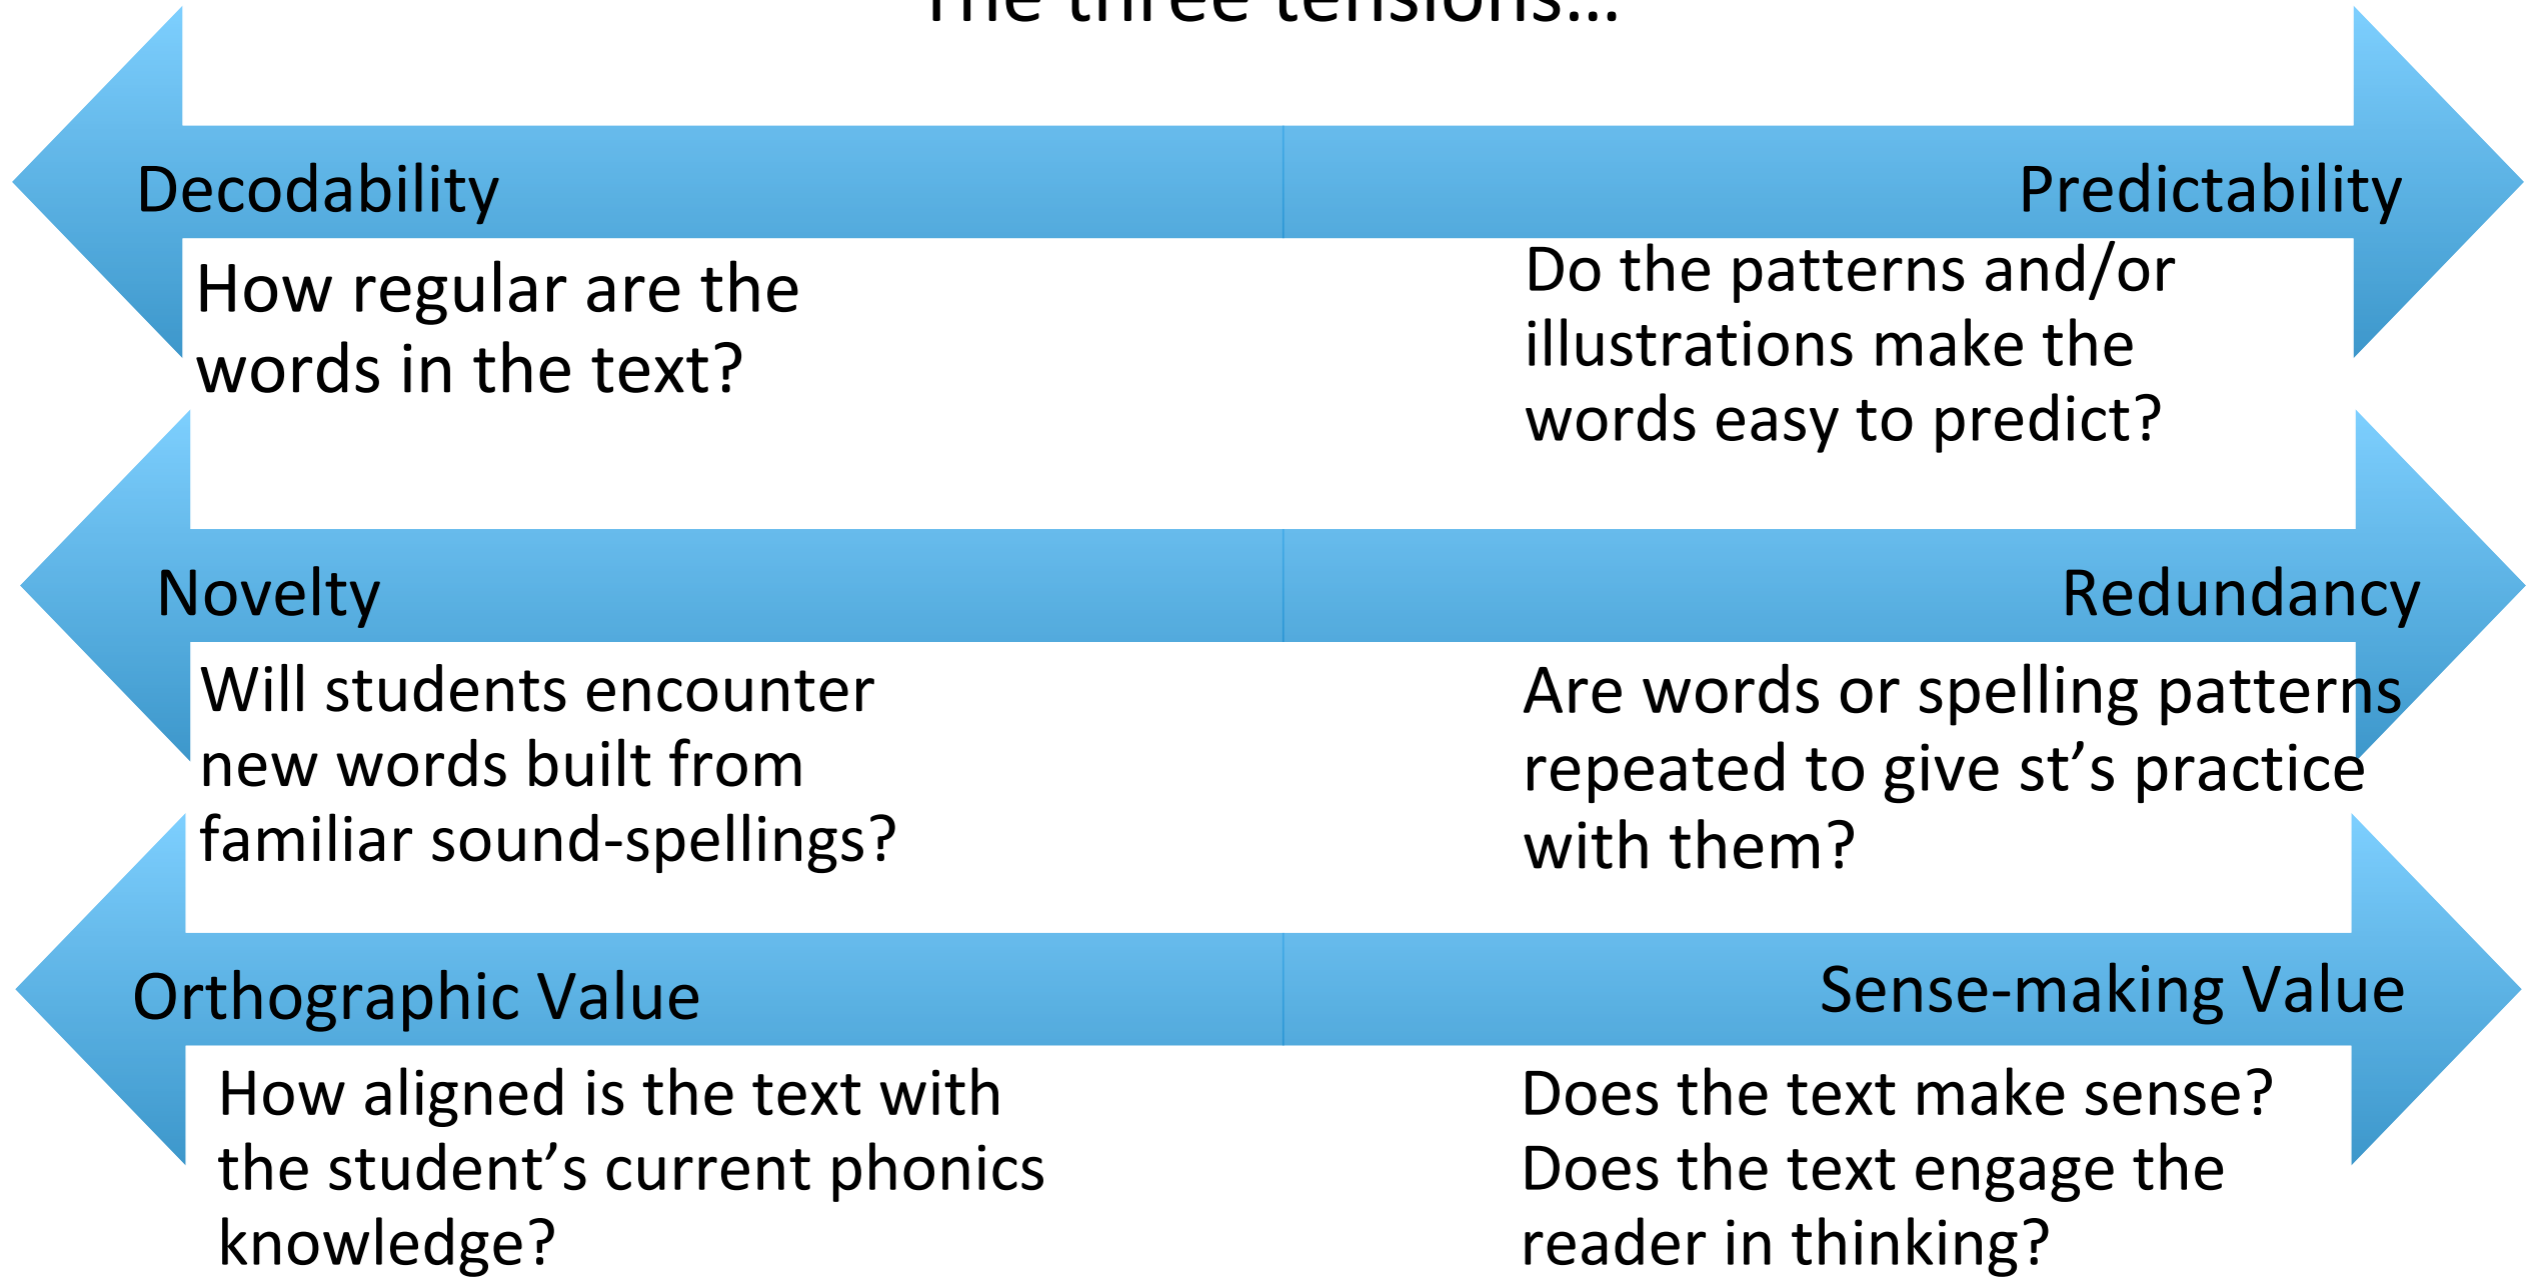 The three tensions...
Decodability
Predictability
How regular are the
words in the text?
Do the patterns and/or
illustrations make the
words easy to predict?
Novelty
Redundancy
Will students encounter
new words built from
familiar sound-spellings?
Are words or spelling patterns
repeated to give st’s practice
with them?
Orthographic Value
Sense-making Value
How aligned is the text with
the student’s current phonics
knowledge?
Does the text make sense?
Does the text engage the
reader in thinking?